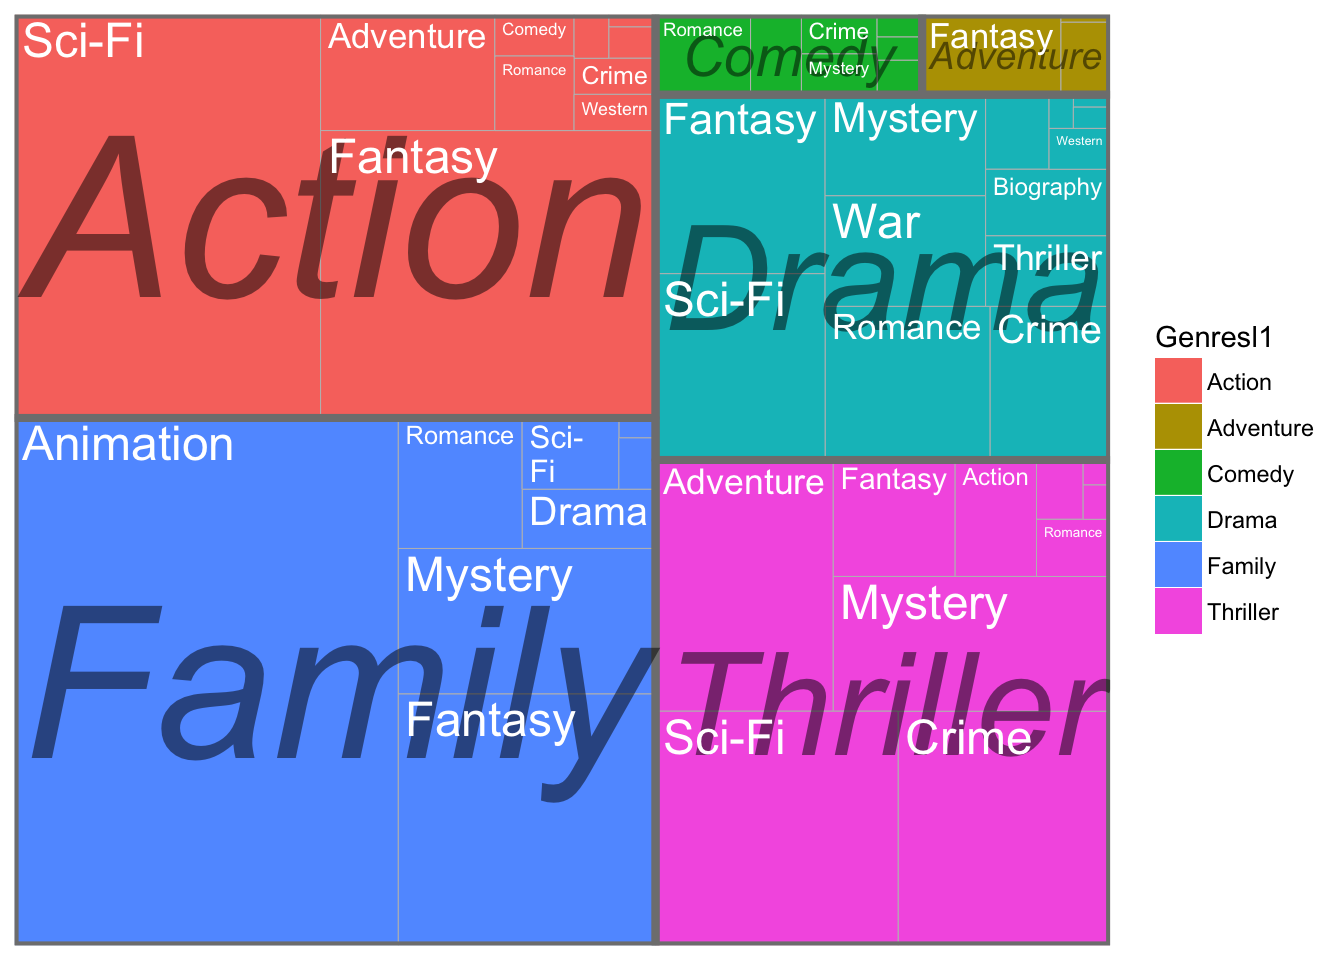 Sci-Fi
Adventure
Comedy
Romance
Crime
Western
Fantasy
Action
Romance
Crime
Mystery
Comedy
Fantasy
Adventure
Fantasy
Mystery
Western
Biography
War
Thriller
Sci-Fi
Romance
Crime
Drama
Animation
Romance
Sci-
Fi
Drama
Mystery
Fantasy
Family
Adventure
Fantasy
Action
Romance
Mystery
Sci-Fi
Crime
Thriller
Genresl1
Action
Adventure
Comedy
Drama
Family
Thriller